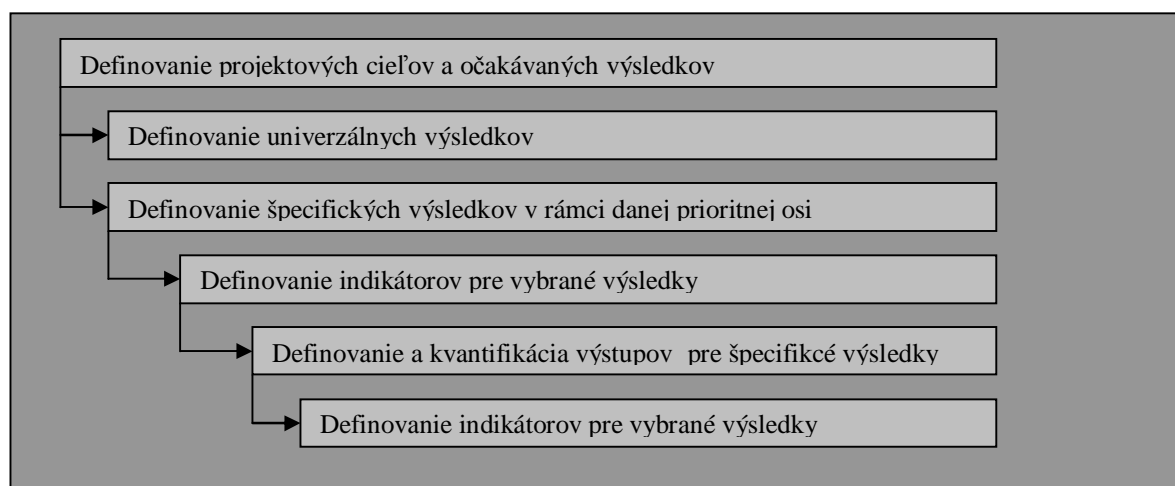 Definovanie projektových cieľov a očakávaných výsledkov
Definovanie univerzálnych výsledkov
Definovanie špecifických výsledkov v rámci danej prioritnej osi
Definovanie indikátorov pre vybrané výsledky
Definovanie a kvantifikácia výstupov pre špecifikcé výsledky
Definovanie indikátorov pre vybrané výsledky